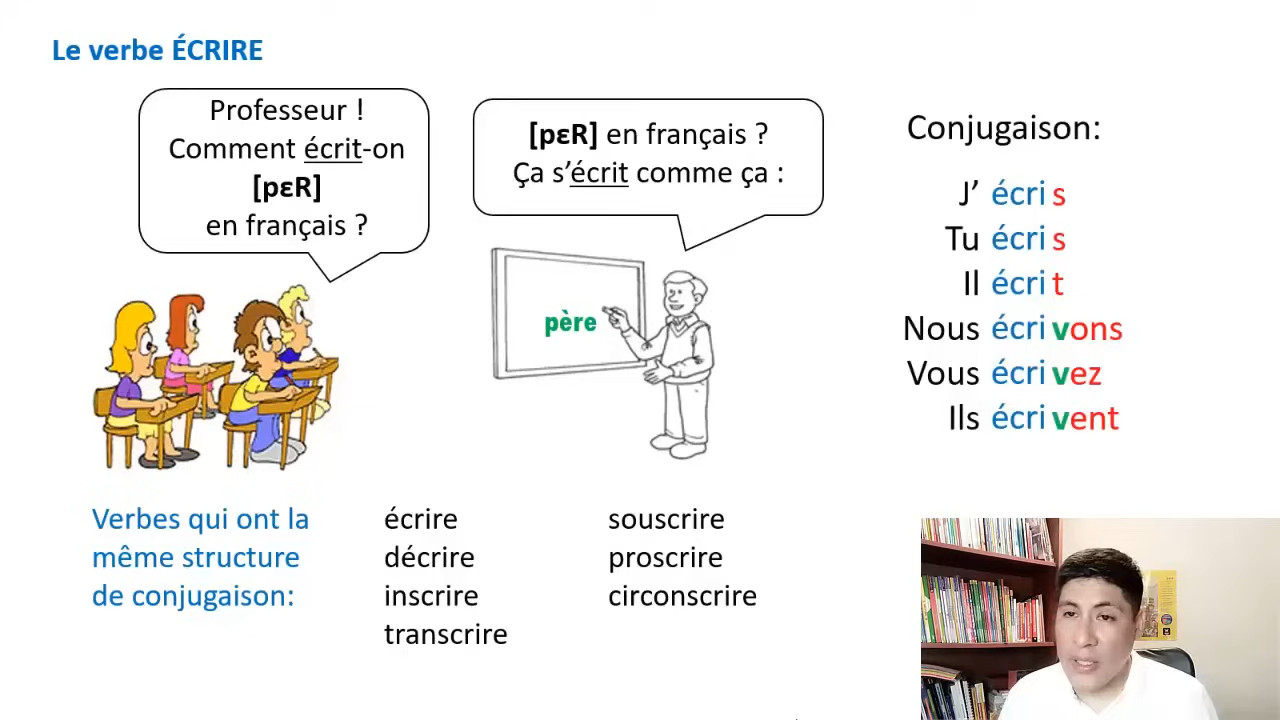 Le verbe ÉCRIRE
Professeur !
Comment écrit-on
[pɛR]
en français ?
[pɛR] en français ?
Ça s'écrit comme ça :
père
Conjugaison:
J' écris
Tu écris
Il écrit
Nous écrivons
Vous écrivez
Ils écrivent
Verbes qui ont la
même structure
de conjugaison:
écrire
décrire
inscrire
transcrire
souscrire
proscrire
circonscrire